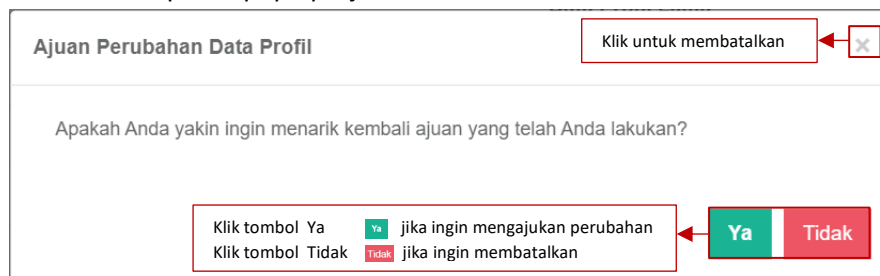 Ajuan Perubahan Data Profil
Klik untuk membatalkan
Apakah Anda yakin ingin menarik kembali ajuan yang telah Anda lakukan?
Klik tombol Ya Ya jika ingin mengajukan perubahan
Klik tombol Tidak Tidak jika ingin membatalkan
Ya Tidak